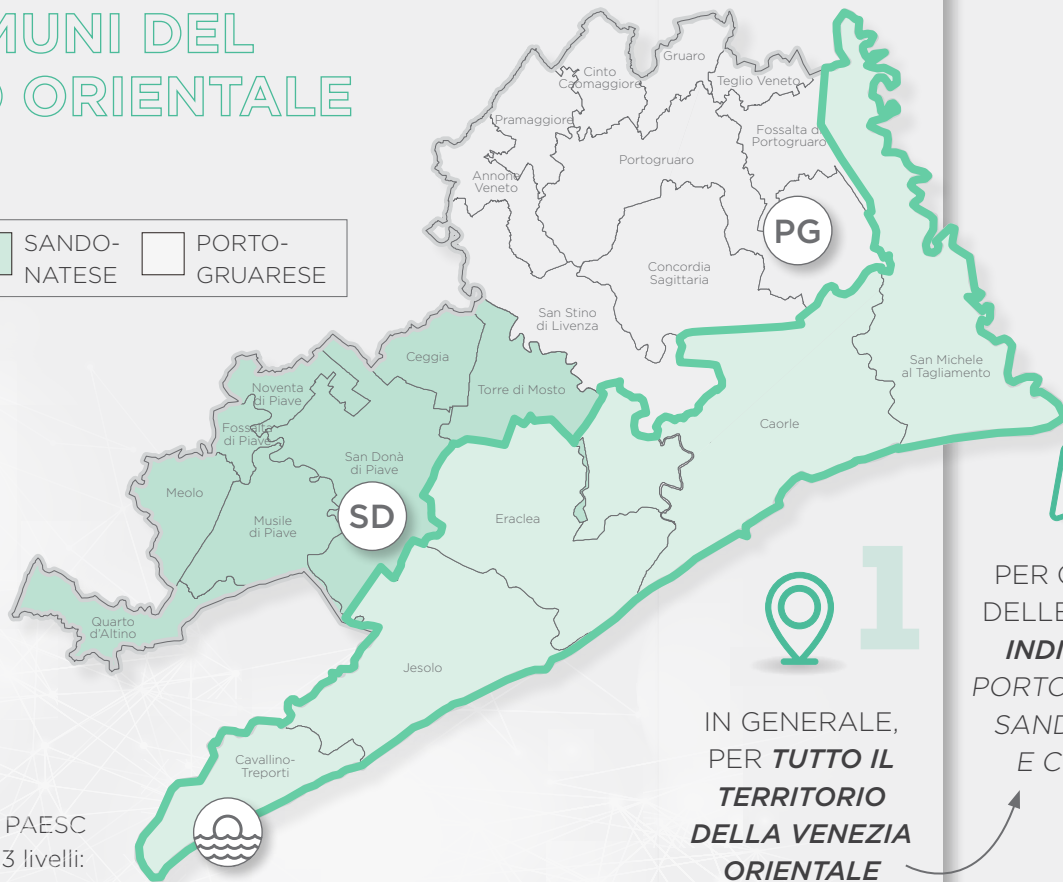 MUNI DEL
O ORIENTALE
SANDO-
NATESE
PORTO-
GRUARESE
Gruaro
Cinto
Caomaggiore
Teglio Veneto
Pramaggiore
Fossalta di
Portogruaro
Portogruaro
Annone
Veneto
PG
Concordia
Sagittaria
San Stino
di Livenza
Ceggia
San Michele
al Tagliamento
Noventa
di Piave
Torre di Mosto
Caorle
Fossalta
di Piave
San Donà
di Piave
Meolo
SD
Eraclea
Musile
di Piave
Quarto
d'Altino
Jesolo
Cavallino-
Treporti
PAESC
3 livelli:
1
IN GENERALE,
PER TUTTO IL
TERRITORIO
DELLA VENEZIA
ORIENTALE
PER
DELLE
INDI
PORTO
SAND
E C